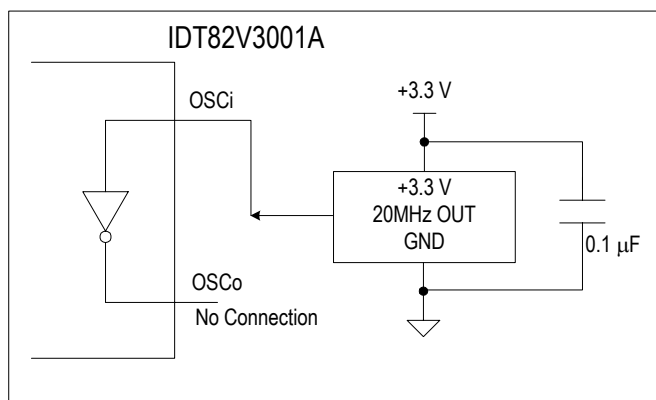 IDT82V3001A
OSCi
+3.3 V
+3.3 V
20MHz OUT
GND
0.1 μF
OSCo
No Connection